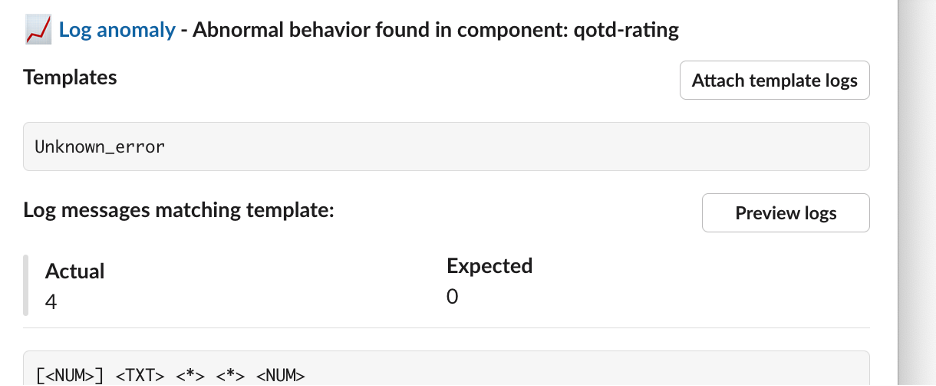 Log anomaly - Abnormal behavior found in component: qotd-rating
Templates
Attach template logs
Unknown_error
Log messages matching template:
Preview logs
Actual
Expected
4
0
[<NUM>] <TXT> <*> <*> <NUM>